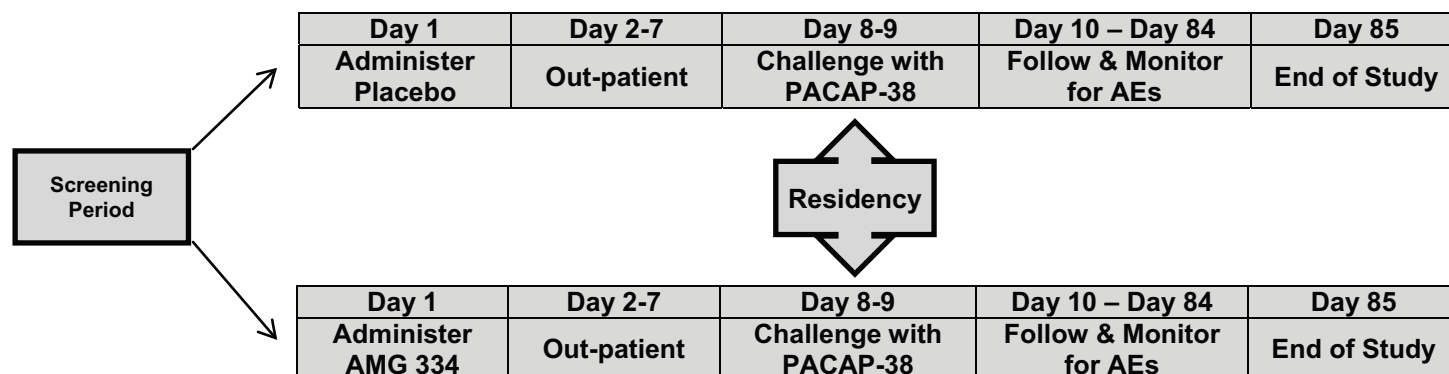 Day 1 Day 2-7 Day 8-9 Day 10 – Day 84 Day 85
Administer Placebo Out-patient Challenge with PACAP-38 Follow & Monitor for AEs End of Study
Screening
Period
Residency
Day 1 Day 2-7 Day 8-9 Day 10 – Day 84 Day 85
Administer AMG 334 Out-patient Challenge with PACAP-38 Follow & Monitor for AEs End of Study